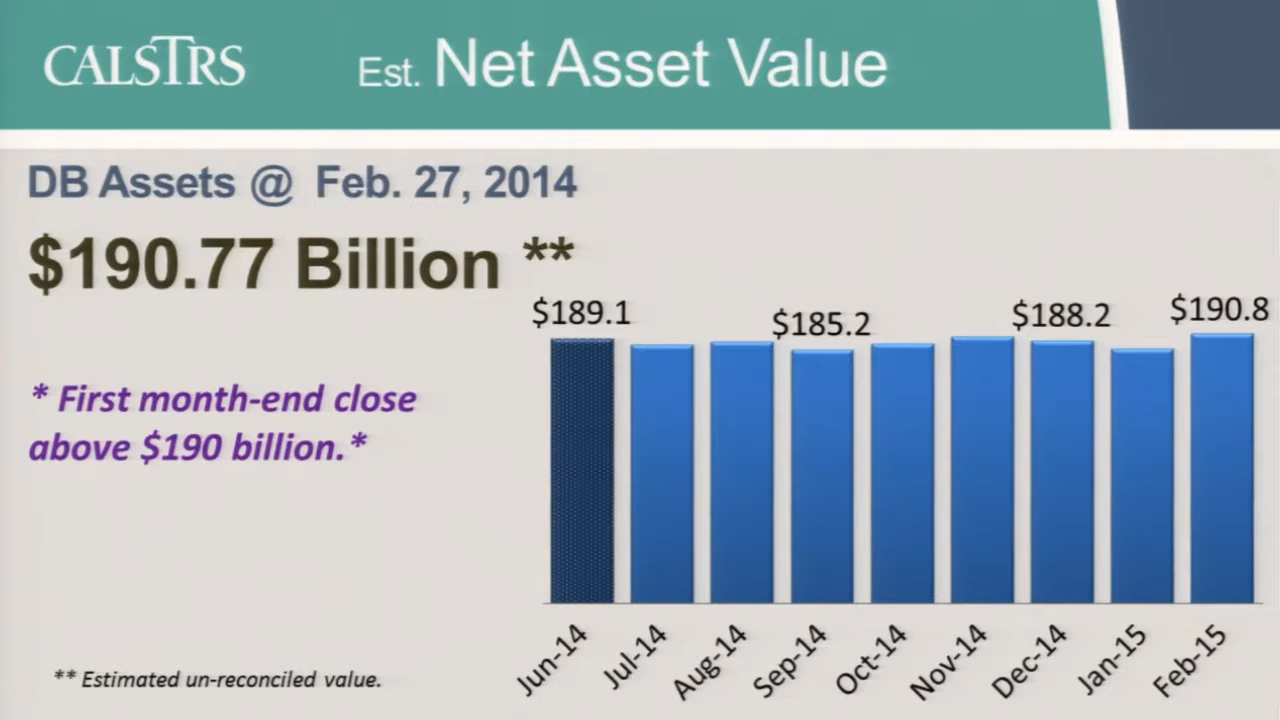 CALSTRS
Est. Net Asset Value
DB Assets @ Feb. 27, 2014
$190.77 Billion **
* First month-end close
above $190 billion.*
** Estimated un-reconciled value.
$189.1
$185.2
$188.2
$190.8
Jun-14
Jul-14
Aug-14
Sep-14
Oct-14
Nov-14
Dec-14
Jan-15
Feb-15